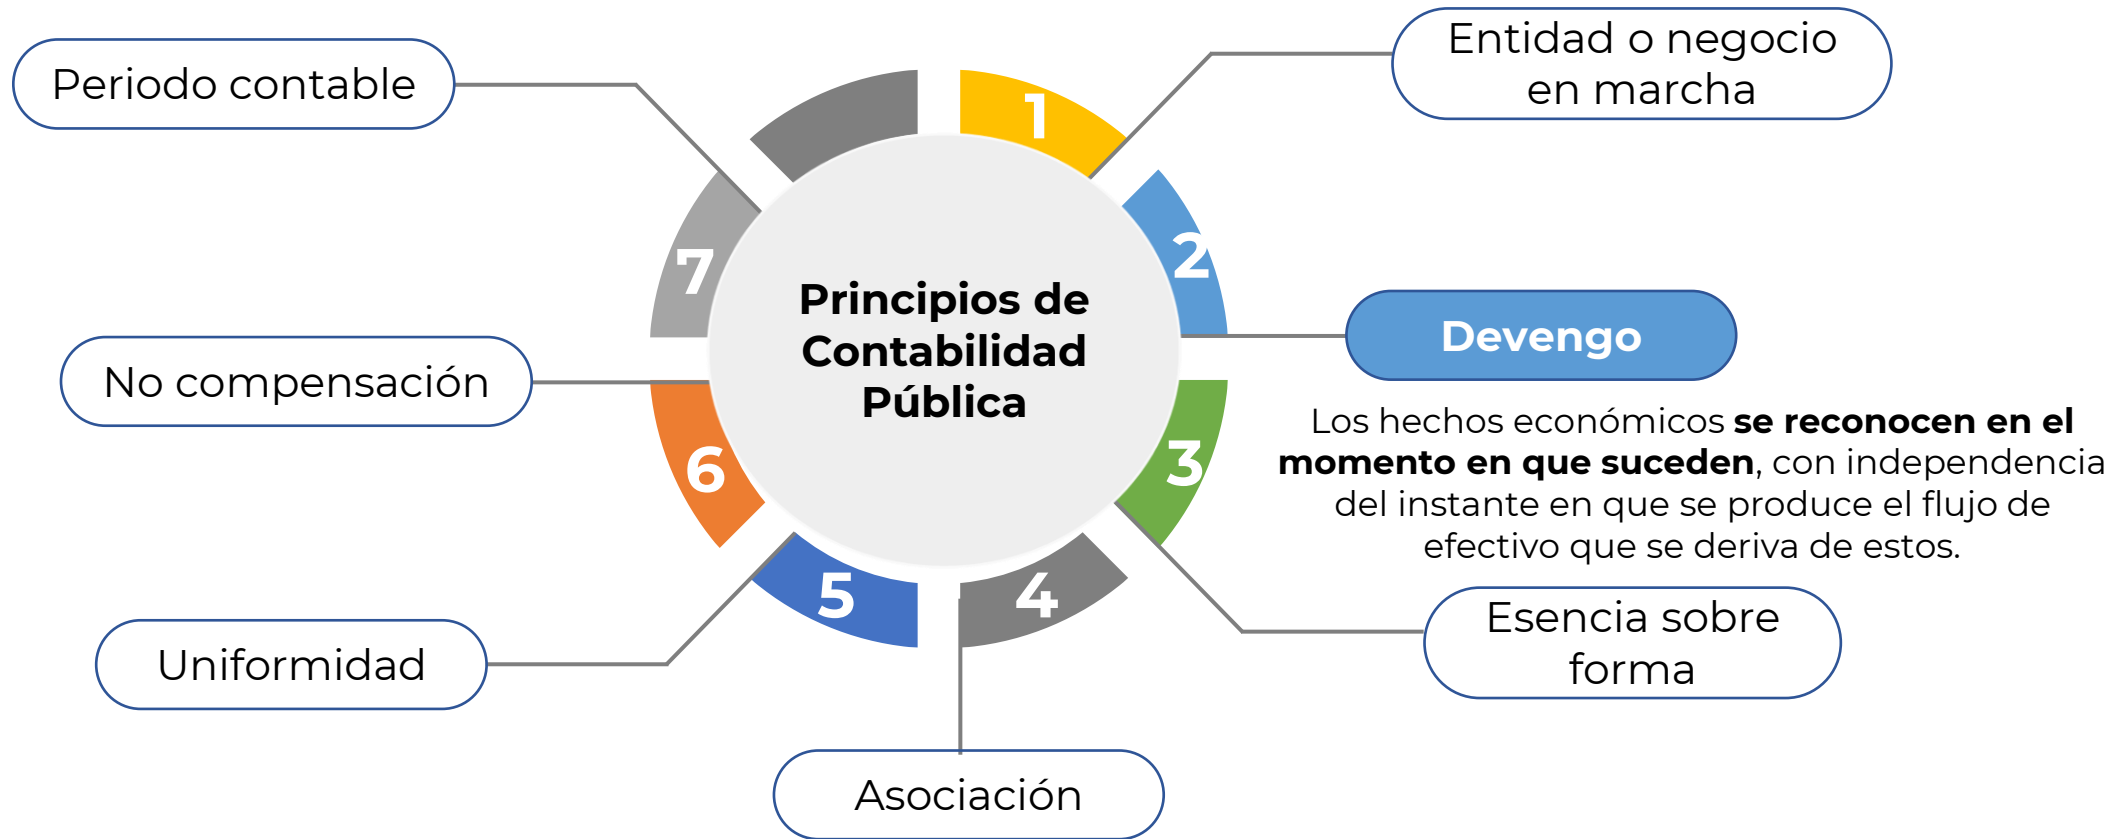 Principios de
Contabilidad
Pública
1
Entidad o negocio
en marcha
2
Devengo
Los hechos económicos se reconocen en el
momento en que suceden, con independencia
del instante en que se produce el flujo de
efectivo que se deriva de estos.
3
Esencia sobre
forma
4
Asociación
5
Uniformidad
6
No compensación
7
Periodo contable